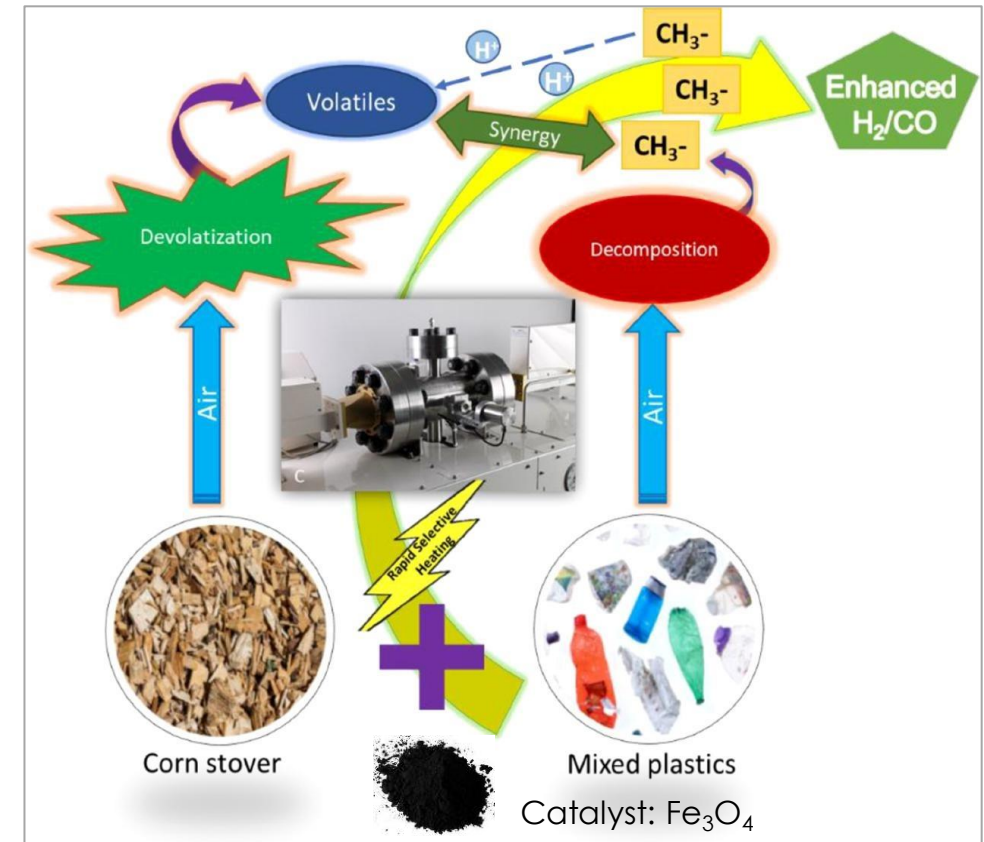 CH₃-
H⁺
Volatiles
H⁺
CH₃-
Enhanced
H₂/CO
Synergy
CH₃-
Devolatization
Decomposition
Air
Air
C
Rapid Selective
Heating
Corn stover
Mixed plastics
Catalyst: Fe₃O₄